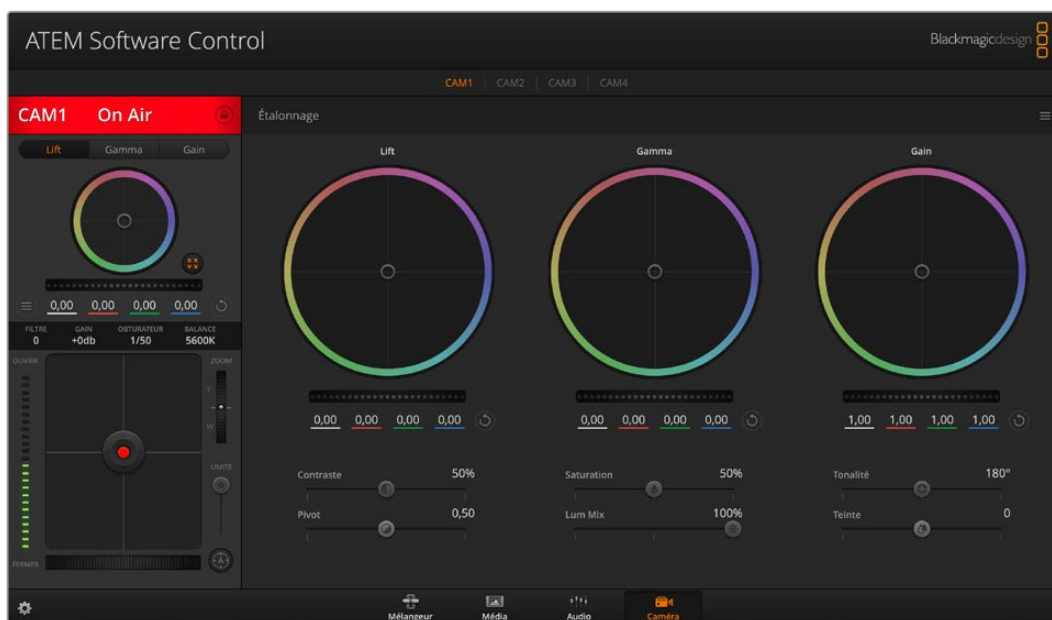 ATEM Software Control
Blackmagicdesign
CAM1 CAM2 CAM3 CAM4
CAM1 On Air
Étalonnage
Lift Gamma Gain
Lift Gamma Gain
0,00 0,00 0,00 0,00
FILTRE GAIN OBTURATEUR BALANCE
0 +0db 1/50 5600K
OUVRIR ZOOM
T
W
LIMITE
A
FERMER
0,00 0,00 0,00 0,00
0,00 0,00 0,00 0,00
1,00 1,00 1,00 1,00
Contraste 50%
Saturation 50%
Tonalité 180°
Pivot 0,50
Lum Mix 100%
Teinte 0
Mélangeur Média Audio Caméra